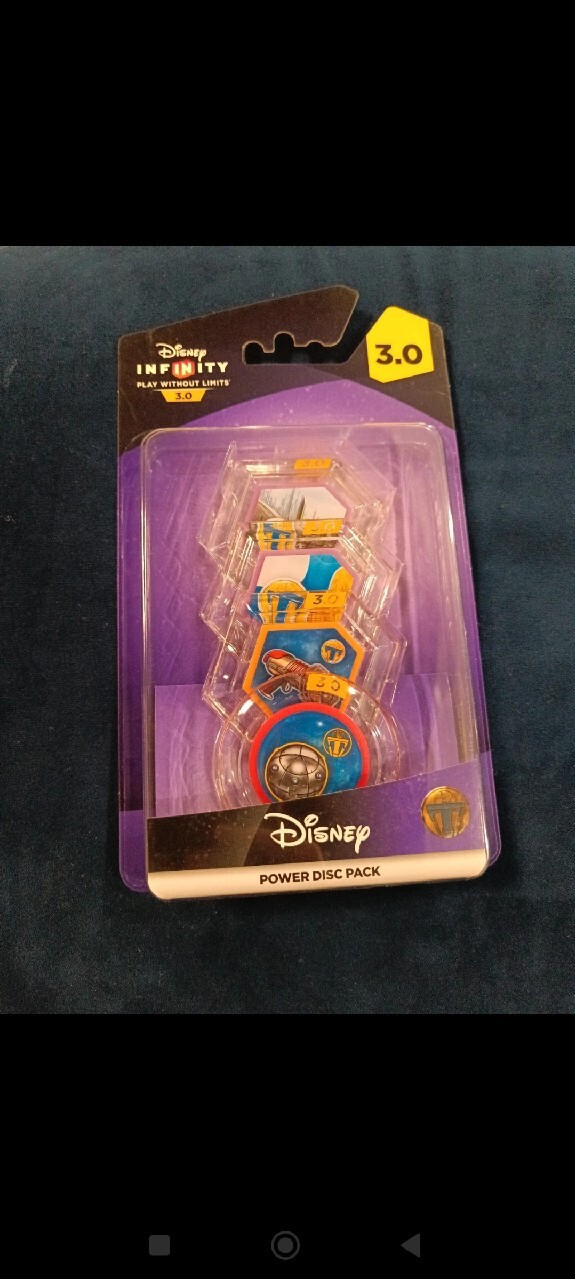 Disney
INFINITY
PLAY WITHOUT LIMITS
3.0
3.0
3.0
3.0
Disney
POWER DISC PACK